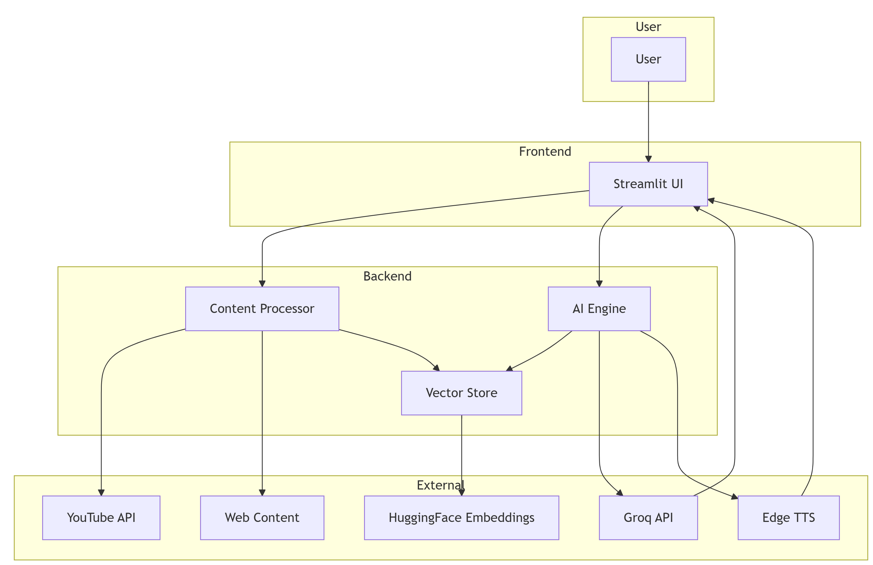 User
User
Frontend
Streamlit UI
Backend
Content Processor
AI Engine
Vector Store
External
YouTube API
Web Content
HuggingFace Embeddings
Groq API
Edge TTS